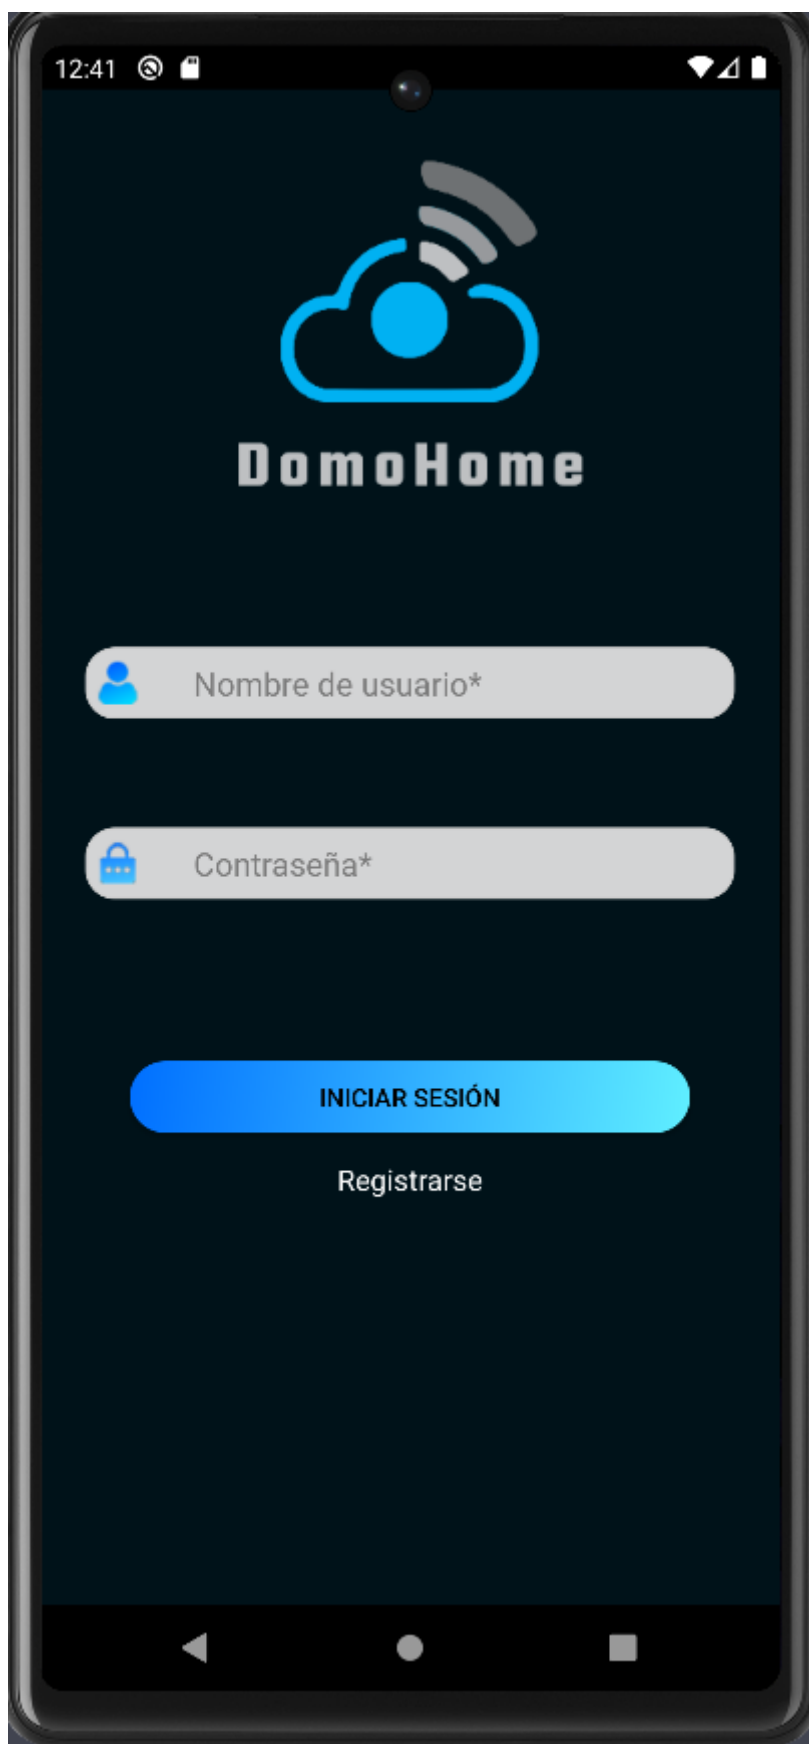 12:41
DomoHome
Nombre de usuario*
Contraseña*
INICIAR SESIÓN
Registrarse